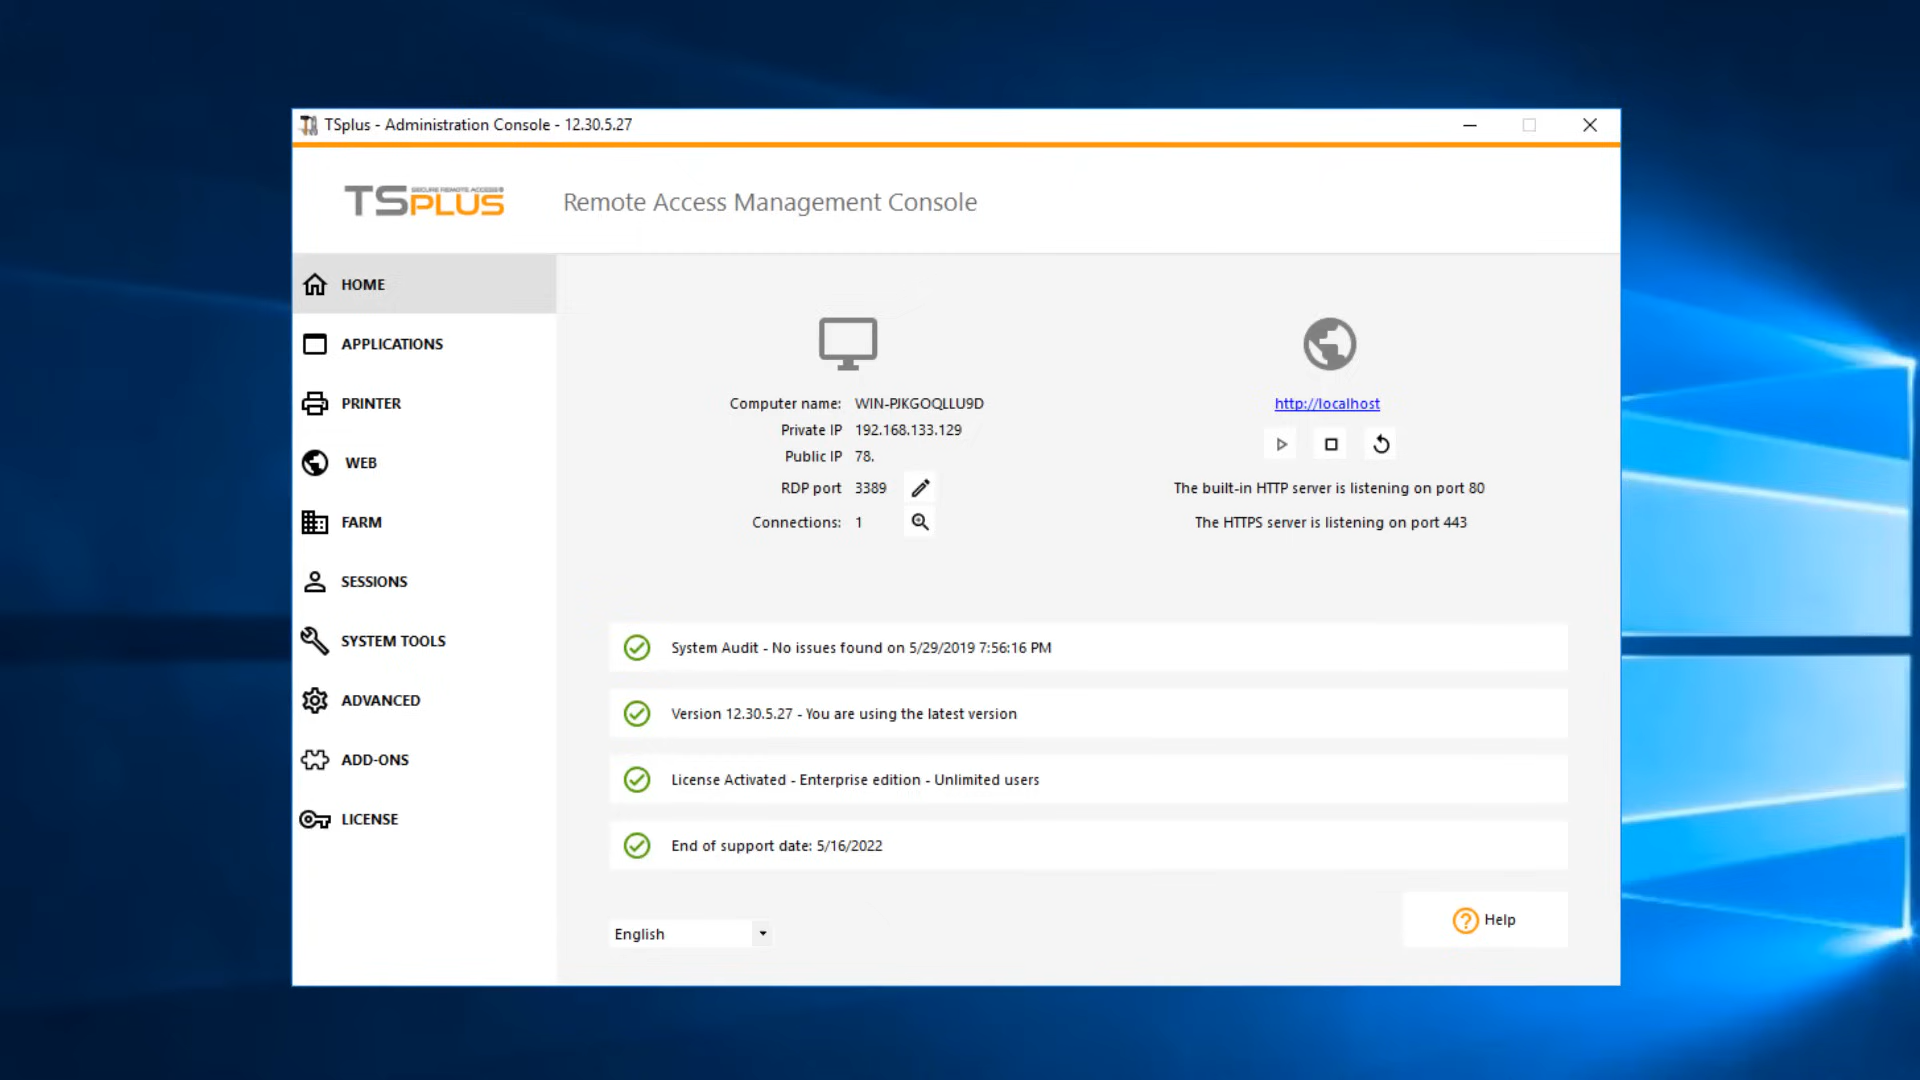 TSplus - Administration Console - 12.30.5.27
TSPLUS
SECURE REMOTE ACCESS®
Remote Access Management Console
HOME
APPLICATIONS
PRINTER
WEB
FARM
SESSIONS
SYSTEM TOOLS
ADVANCED
ADD-ONS
LICENSE
Computer name: WIN-PJKGOQLLU9D
Private IP 192.168.133.129
Public IP 78.
RDP port 3389
Connections: 1
http://localhost
The built-in HTTP server is listening on port 80
The HTTPS server is listening on port 443
System Audit - No issues found on 5/29/2019 7:56:16 PM
Version 12.30.5.27 - You are using the latest version
License Activated - Enterprise edition - Unlimited users
End of support date: 5/16/2022
English
Help